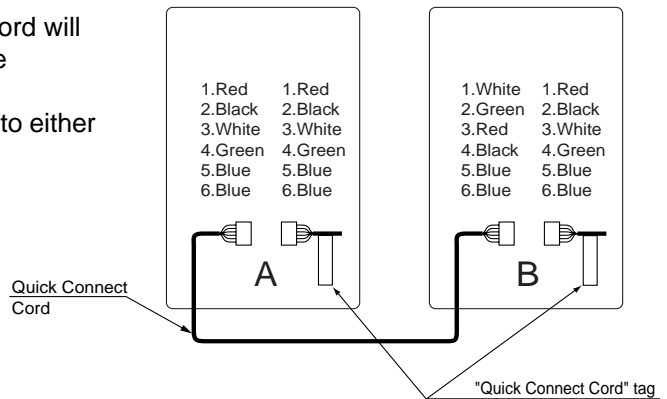 ord will
e
to either
1.Red 1.Red
2.Black 2.Black
3.White 3.White
4.Green 4.Green
5.Blue 5.Blue
6.Blue 6.Blue
A
1.White 1.Red
2.Green 2.Black
3.Red 3.White
4.Black 4.Green
5.Blue 5.Blue
6.Blue 6.Blue
B
Quick Connect
Cord
"Quick Connect Cord" tag